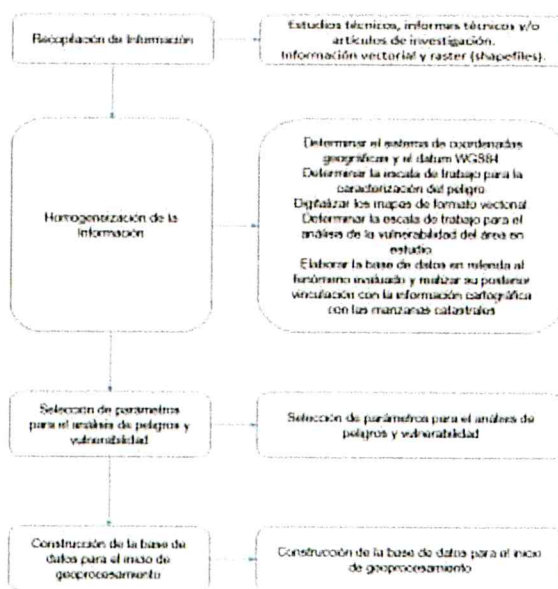 Recopilación de Información
Estudios técnicos, informes técnicos y/o
artículos de investigación.
Información vectorial y raster (shapefiles).
Homogenización de la
Información
Determinar el sistema de coordenadas
geográficas y el datum WGS84
Determinar la escala de trabajo para la
caracterización del peligro
Digitalizar los mapas de formato vectorial
Determinar la escala de trabajo para el
análisis de la vulnerabilidad del área en
estudio
Elaborar la base de datos en referida al
fenómeno evaluado y realizar su posterior
vinculación con la información cartográfica
con las manzanas catastrales
Selección de parámetros
para el análisis de peligros y
vulnerabilidad
Selección de parámetros para el análisis de
peligros y vulnerabilidad
Construcción de la base de
datos para el inicio de
geoprocesamiento
Construcción de la base de datos para el inicio
de geoprocesamiento